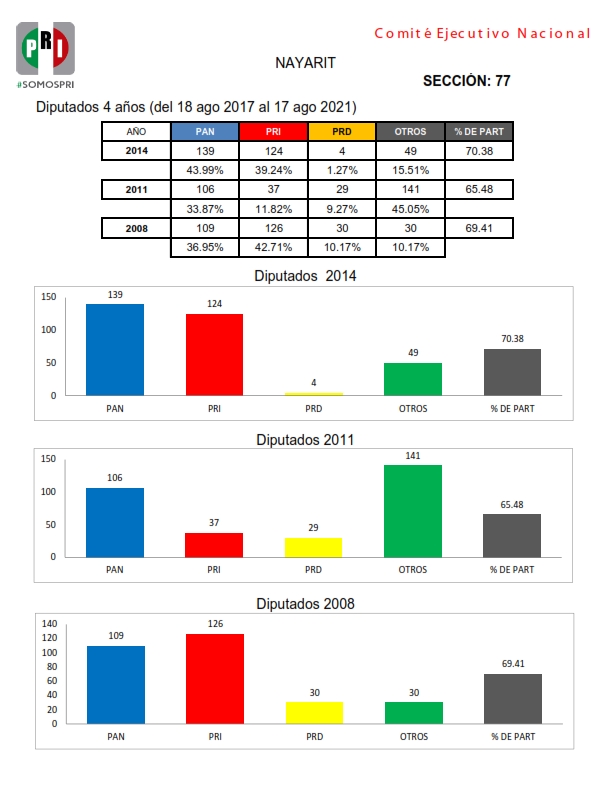 Comité Ejecutivo Nacional
PRI
#SOMOSPRI
NAYARIT
SECCIÓN: 77
Diputados 4 años (del 18 ago 2017 al 17 ago 2021)
AÑO PAN PRI PRD OTROS % DE PART
2014 139 124 4 49 70.38
43.99% 39.24% 1.27% 15.51%
2011 106 37 29 141 65.48
33.87% 11.82% 9.27% 45.05%
2008 109 126 30 30 69.41
36.95% 42.71% 10.17% 10.17%
Diputados 2014
150
100
50
0
139
124
4
49
70.38
PAN PRI PRD OTROS % DE PART
Diputados 2011
150
100
50
0
106
37
29
141
65.48
PAN PRI PRD OTROS % DE PART
Diputados 2008
140
120
100
80
60
40
20
0
109
126
30
30
69.41
PAN PRI PRD OTROS % DE PART